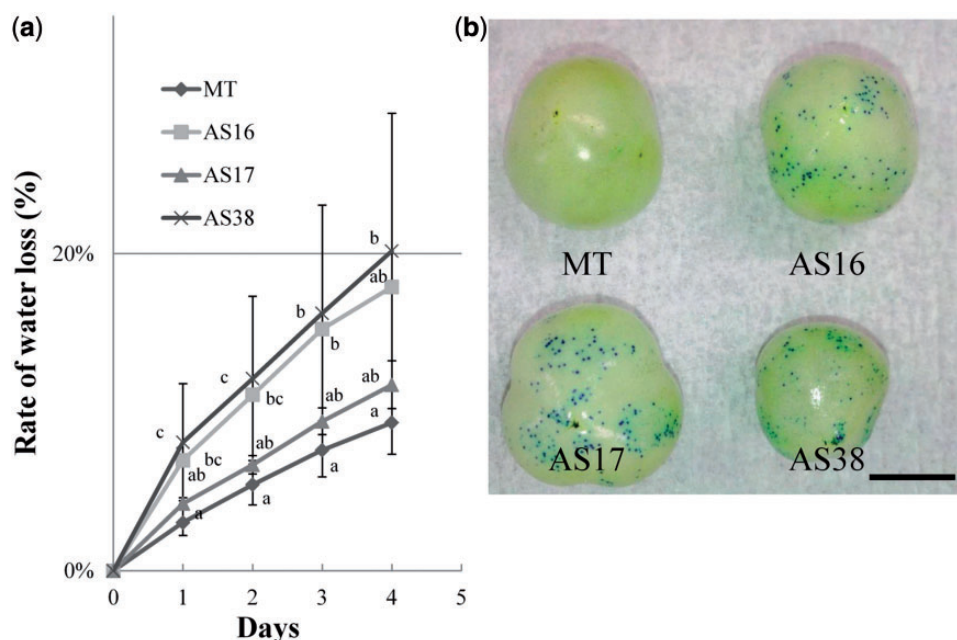 (a)
MT
AS16
AS17
AS38
Rate of water loss (%)
20%
0%
c
bc
ab
a
c
bc
ab
a
b
b
ab
a
b
ab
ab
a
0 1 2 3 4 5
Days
(b)
MT AS16
AS17 AS38